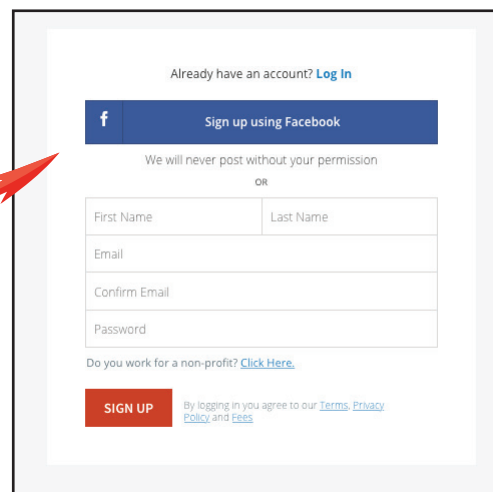 Already have an account? Log In
f Sign up using Facebook
We will never post without your permission
OR
First Name Last Name
Email
Confirm Email
Password
Do you work for a non-profit? Click Here.
SIGN UP By logging in you agree to our Terms, Privacy
Policy and Fees